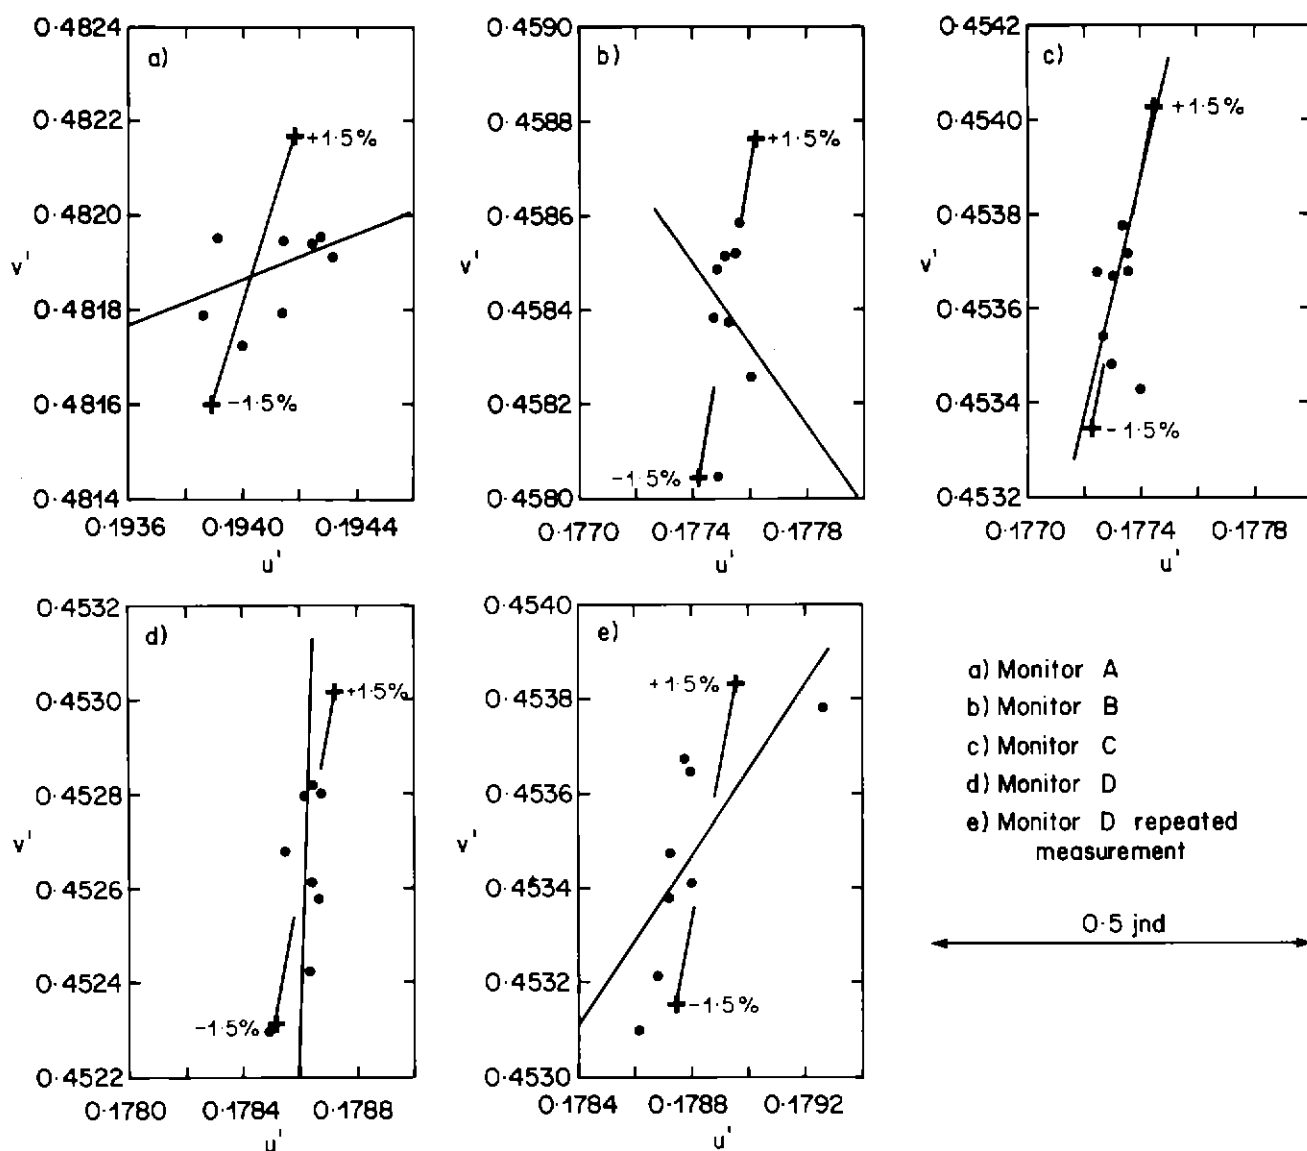 a)
0·4824
0·4822
0·4820
v'
0·4818
0·4816
0·4814
+1·5%
-1·5%
0·1936 0·1940 0·1944
u'
b)
0·4590
0·4588
0·4586
v'
0·4584
0·4582
0·4580
+1·5%
-1·5%
0·1770 0·1774 0·1778
u'
c)
0·4542
0·4540
0·4538
v'
0·4536
0·4534
0·4532
+1·5%
-1·5%
0·1770 0·1774 0·1778
u'
d)
0·4532
0·4530
0·4528
v'
0·4526
0·4524
0·4522
+1·5%
-1·5%
0·1780 0·1784 0·1788
u'
e)
0·4540
0·4538
0·4536
v'
0·4534
0·4532
0·4530
+1·5%
-1·5%
0·1784 0·1788 0·1792
u'
a) Monitor A
b) Monitor B
c) Monitor C
d) Monitor D
e) Monitor D repeated
measurement
0·5 jnd